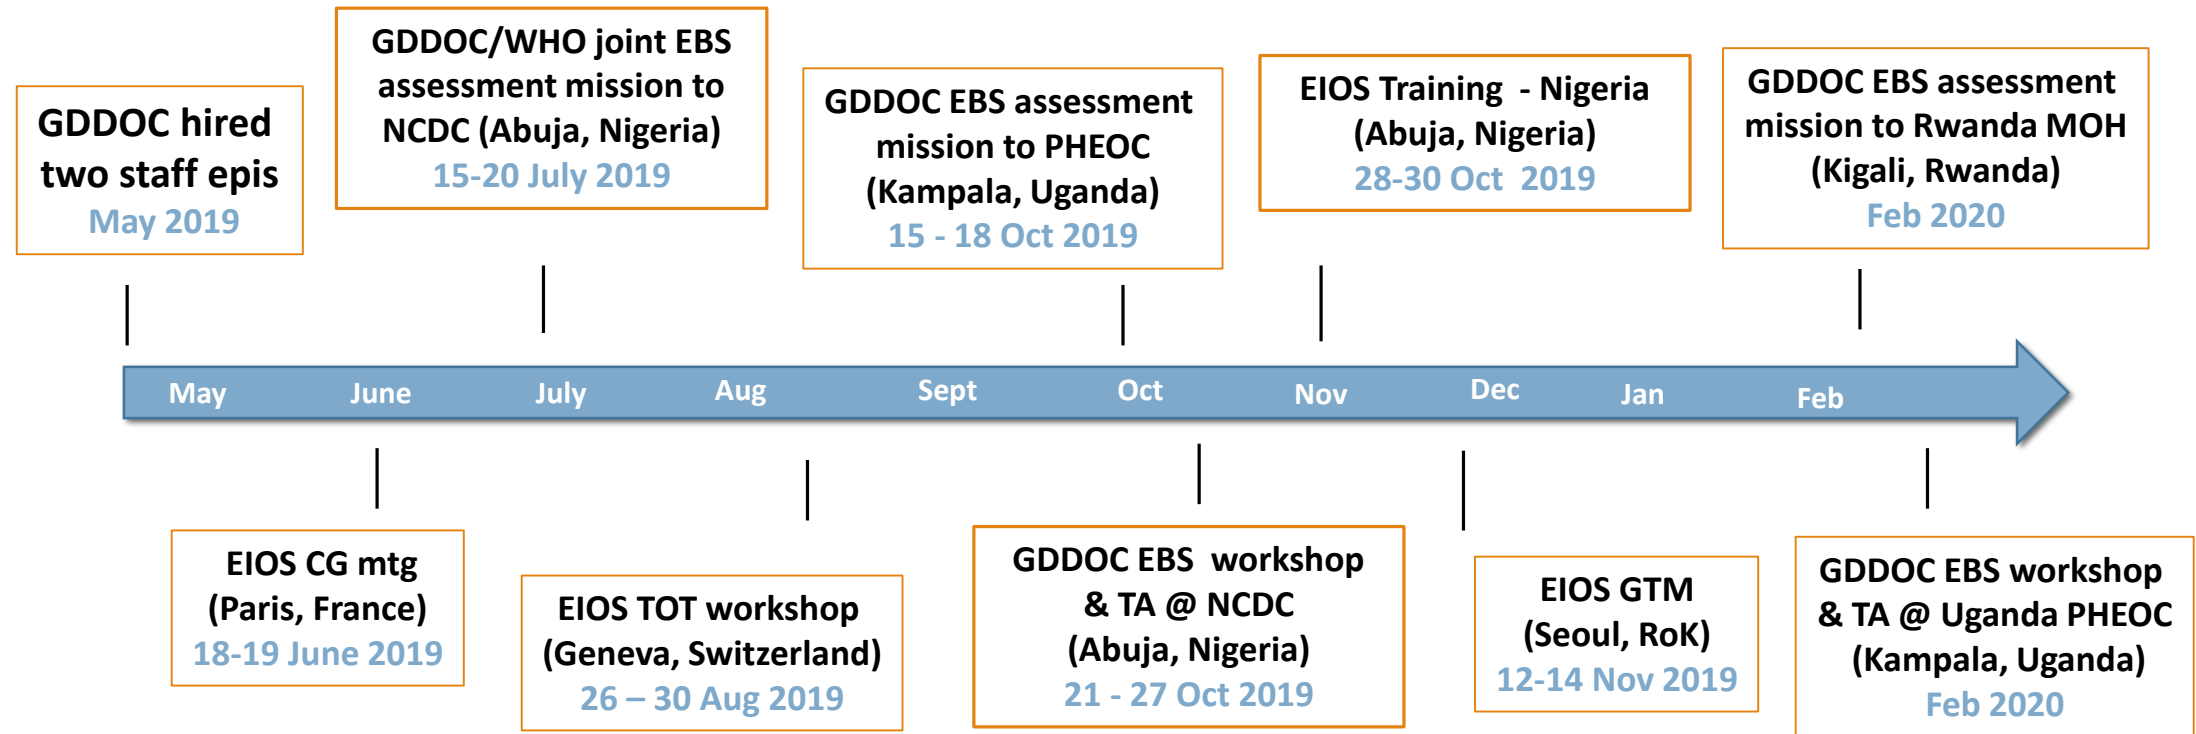 GDDOC hired
two staff epis
May 2019
GDDOC/WHO joint EBS
assessment mission to
NCDC (Abuja, Nigeria)
15-20 July 2019
GDDOC EBS assessment
mission to PHEOC
(Kampala, Uganda)
15 - 18 Oct 2019
EIOS Training - Nigeria
(Abuja, Nigeria)
28-30 Oct 2019
GDDOC EBS assessment
mission to Rwanda MOH
(Kigali, Rwanda)
Feb 2020
May June July Aug Sept Oct Nov Dec Jan Feb
EIOS CG mtg
(Paris, France)
18-19 June 2019
EIOS TOT workshop
(Geneva, Switzerland)
26 – 30 Aug 2019
GDDOC EBS workshop
& TA @ NCDC
(Abuja, Nigeria)
21 - 27 Oct 2019
EIOS GTM
(Seoul, RoK)
12-14 Nov 2019
GDDOC EBS workshop
& TA @ Uganda PHEOC
(Kampala, Uganda)
Feb 2020